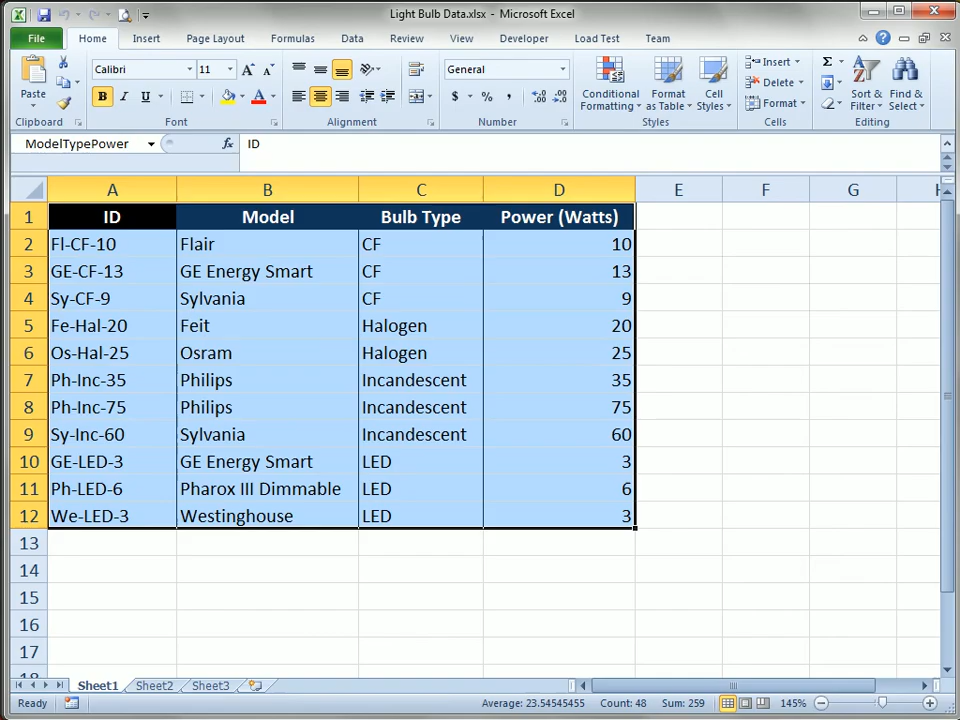 Light Bulb Data.xlsx - Microsoft Excel
File Home Insert Page Layout Formulas Data Review View Developer Load Test Team
Paste
Clipboard
Calibri 11
B I U A
Font
Alignment
General
$ % ,
Number
Conditional Formatting
Format as Table
Cell Styles
Styles
Insert
Delete
Format
Cells
Sort & Filter
Find & Select
Editing
ModelTypePower fx ID
A B C D E F G H
1 ID Model Bulb Type Power (Watts)
2 Fl-CF-10 Flair CF 10
3 GE-CF-13 GE Energy Smart CF 13
4 Sy-CF-9 Sylvania CF 9
5 Fe-Hal-20 Feit Halogen 20
6 Os-Hal-25 Osram Halogen 25
7 Ph-Inc-35 Philips Incandescent 35
8 Ph-Inc-75 Philips Incandescent 75
9 Sy-Inc-60 Sylvania Incandescent 60
10 GE-LED-3 GE Energy Smart LED 3
11 Ph-LED-6 Pharox III Dimmable LED 6
12 We-LED-3 Westinghouse LED 3
13
14
15
16
17
18
Sheet1 Sheet2 Sheet3
Ready Average: 23.54545455 Count: 48 Sum: 259 145%